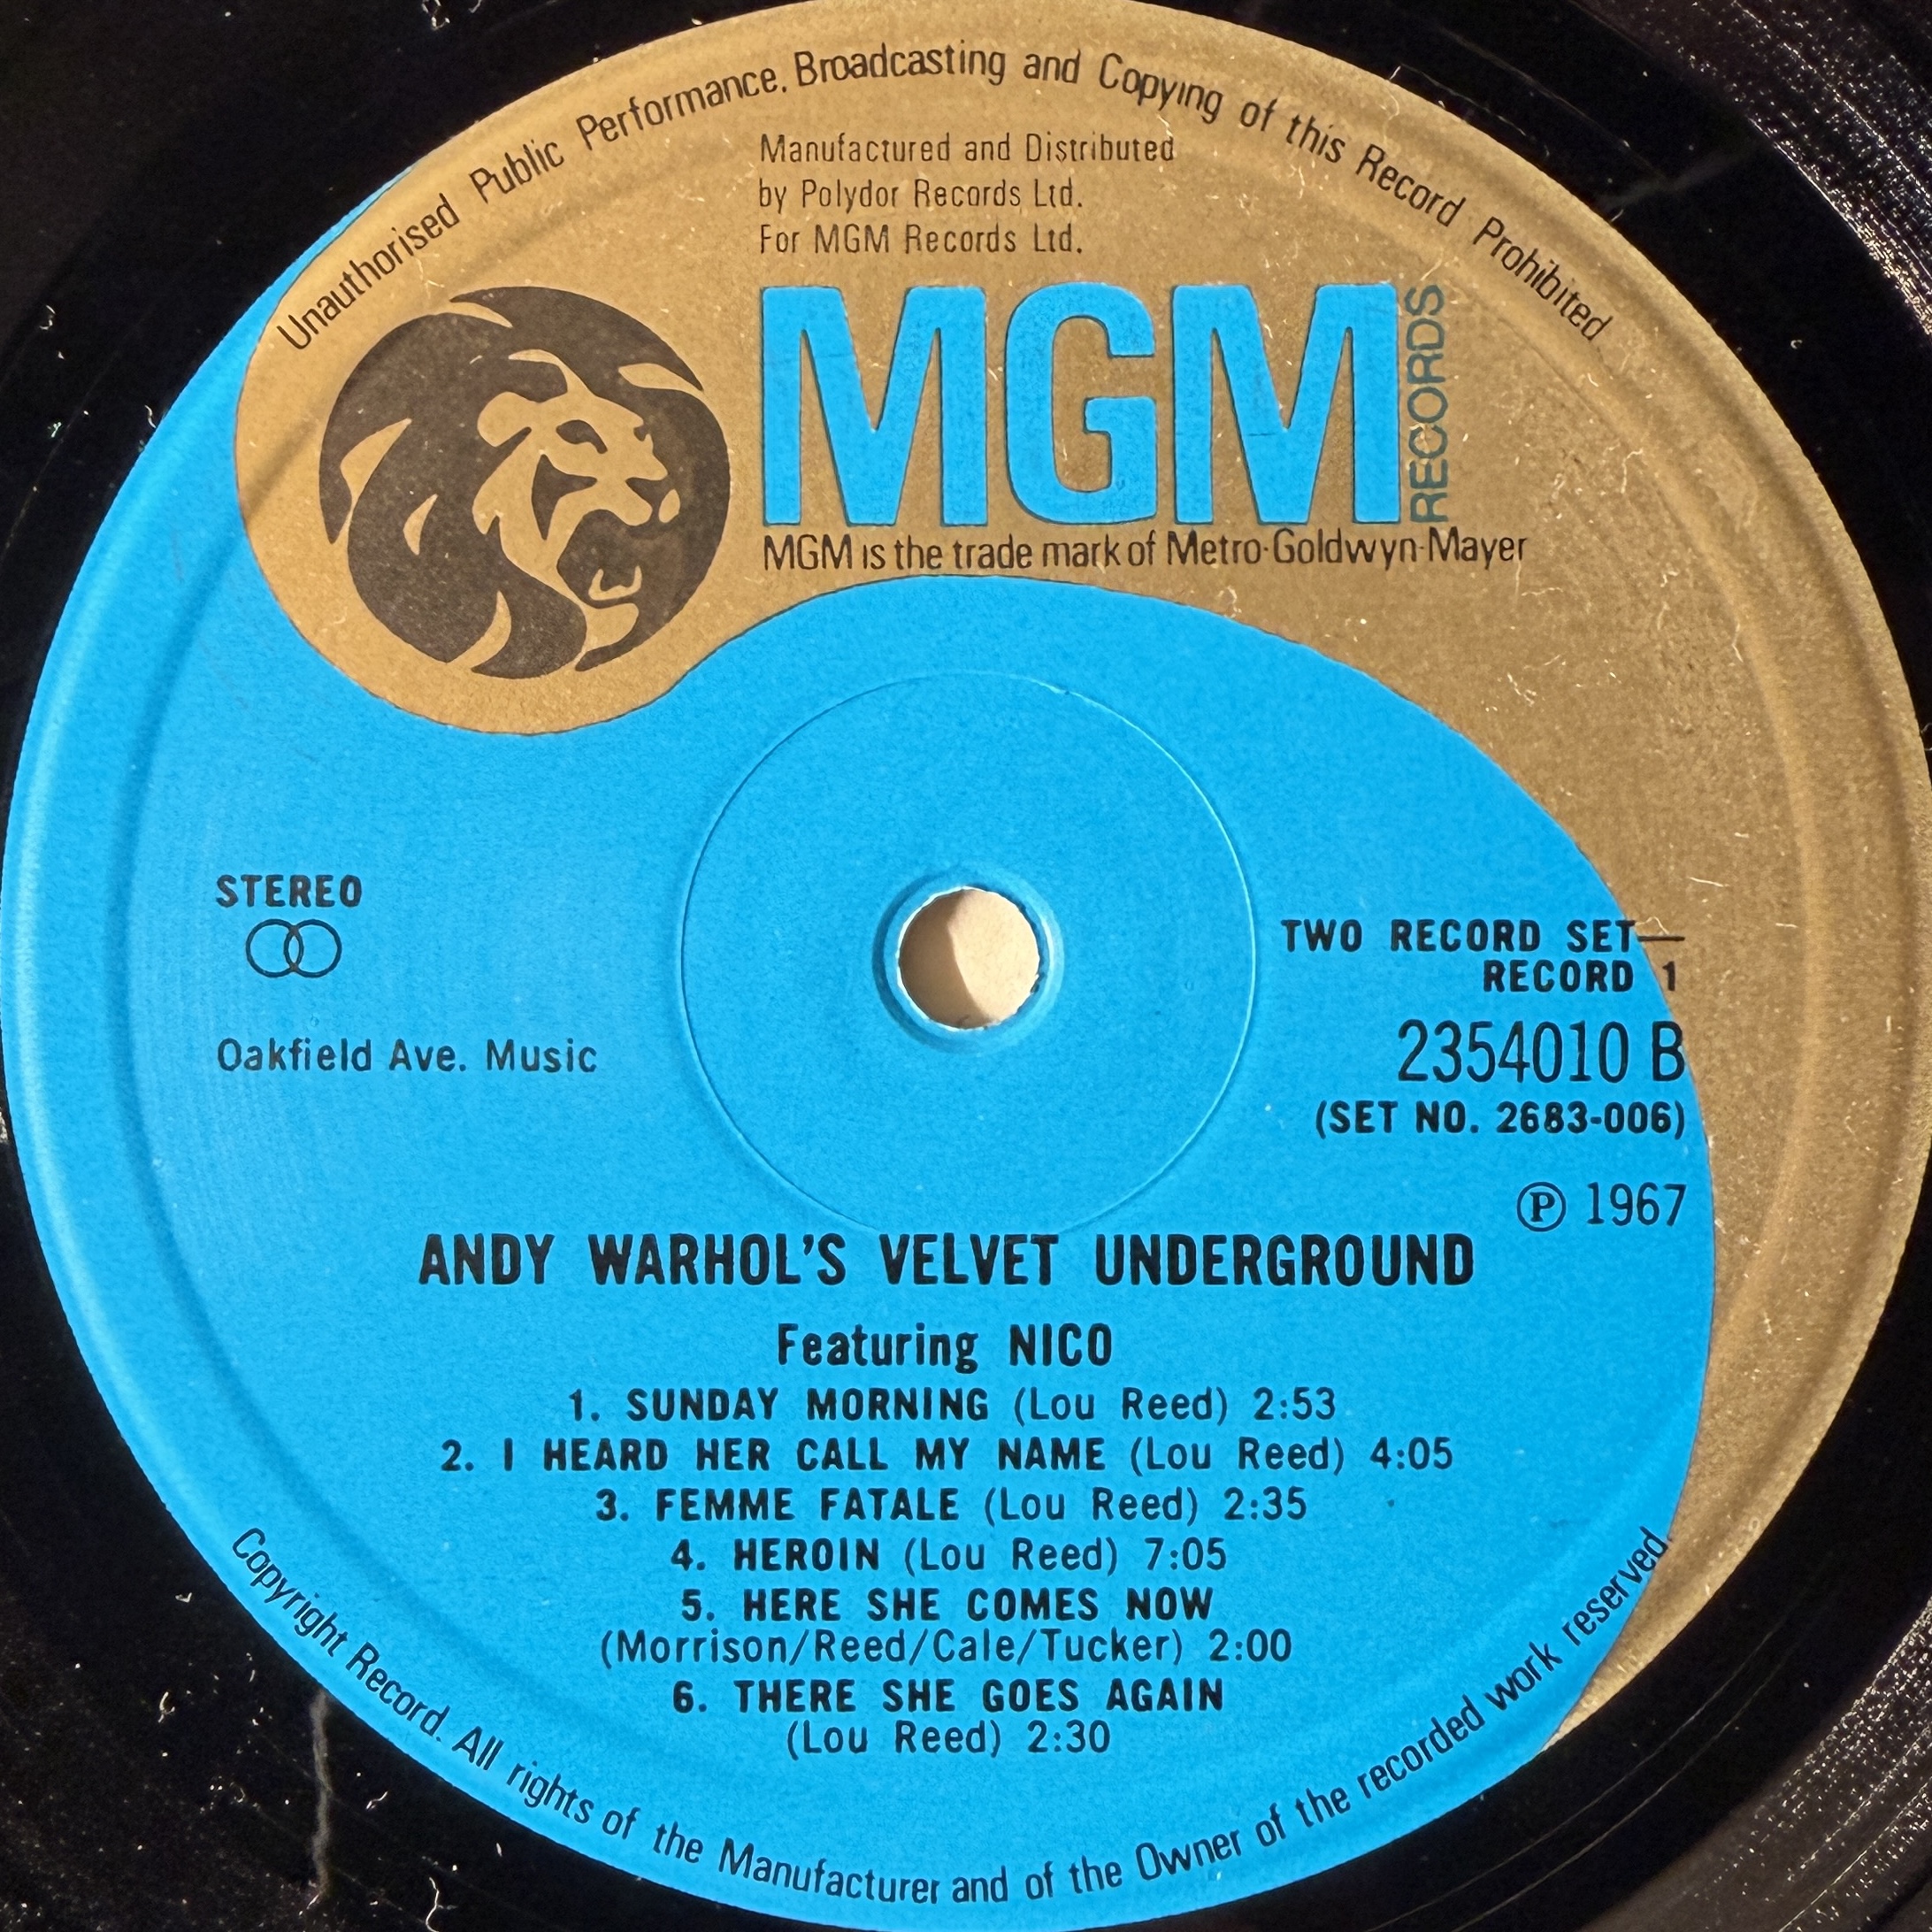 Unauthorised Public Performance, Broadcasting and Copying of this Record Prohibited
Manufactured and Distributed
by Polydor Records Ltd.
For MGM Records Ltd.
MGM
RECORDS
MGM is the trade mark of Metro-Goldwyn-Mayer
STEREO
Oakfield Ave. Music
TWO RECORD SET—
RECORD 1
2354010 B
(SET NO. 2683-006)
Ⓟ 1967
ANDY WARHOL'S VELVET UNDERGROUND
Featuring NICO
1. SUNDAY MORNING (Lou Reed) 2:53
2. I HEARD HER CALL MY NAME (Lou Reed) 4:05
3. FEMME FATALE (Lou Reed) 2:35
4. HEROIN (Lou Reed) 7:05
5. HERE SHE COMES NOW
(Morrison/Reed/Cale/Tucker) 2:00
6. THERE SHE GOES AGAIN
(Lou Reed) 2:30
Copyright Record. All rights of the Manufacturer and of the Owner of the recorded work reserved.